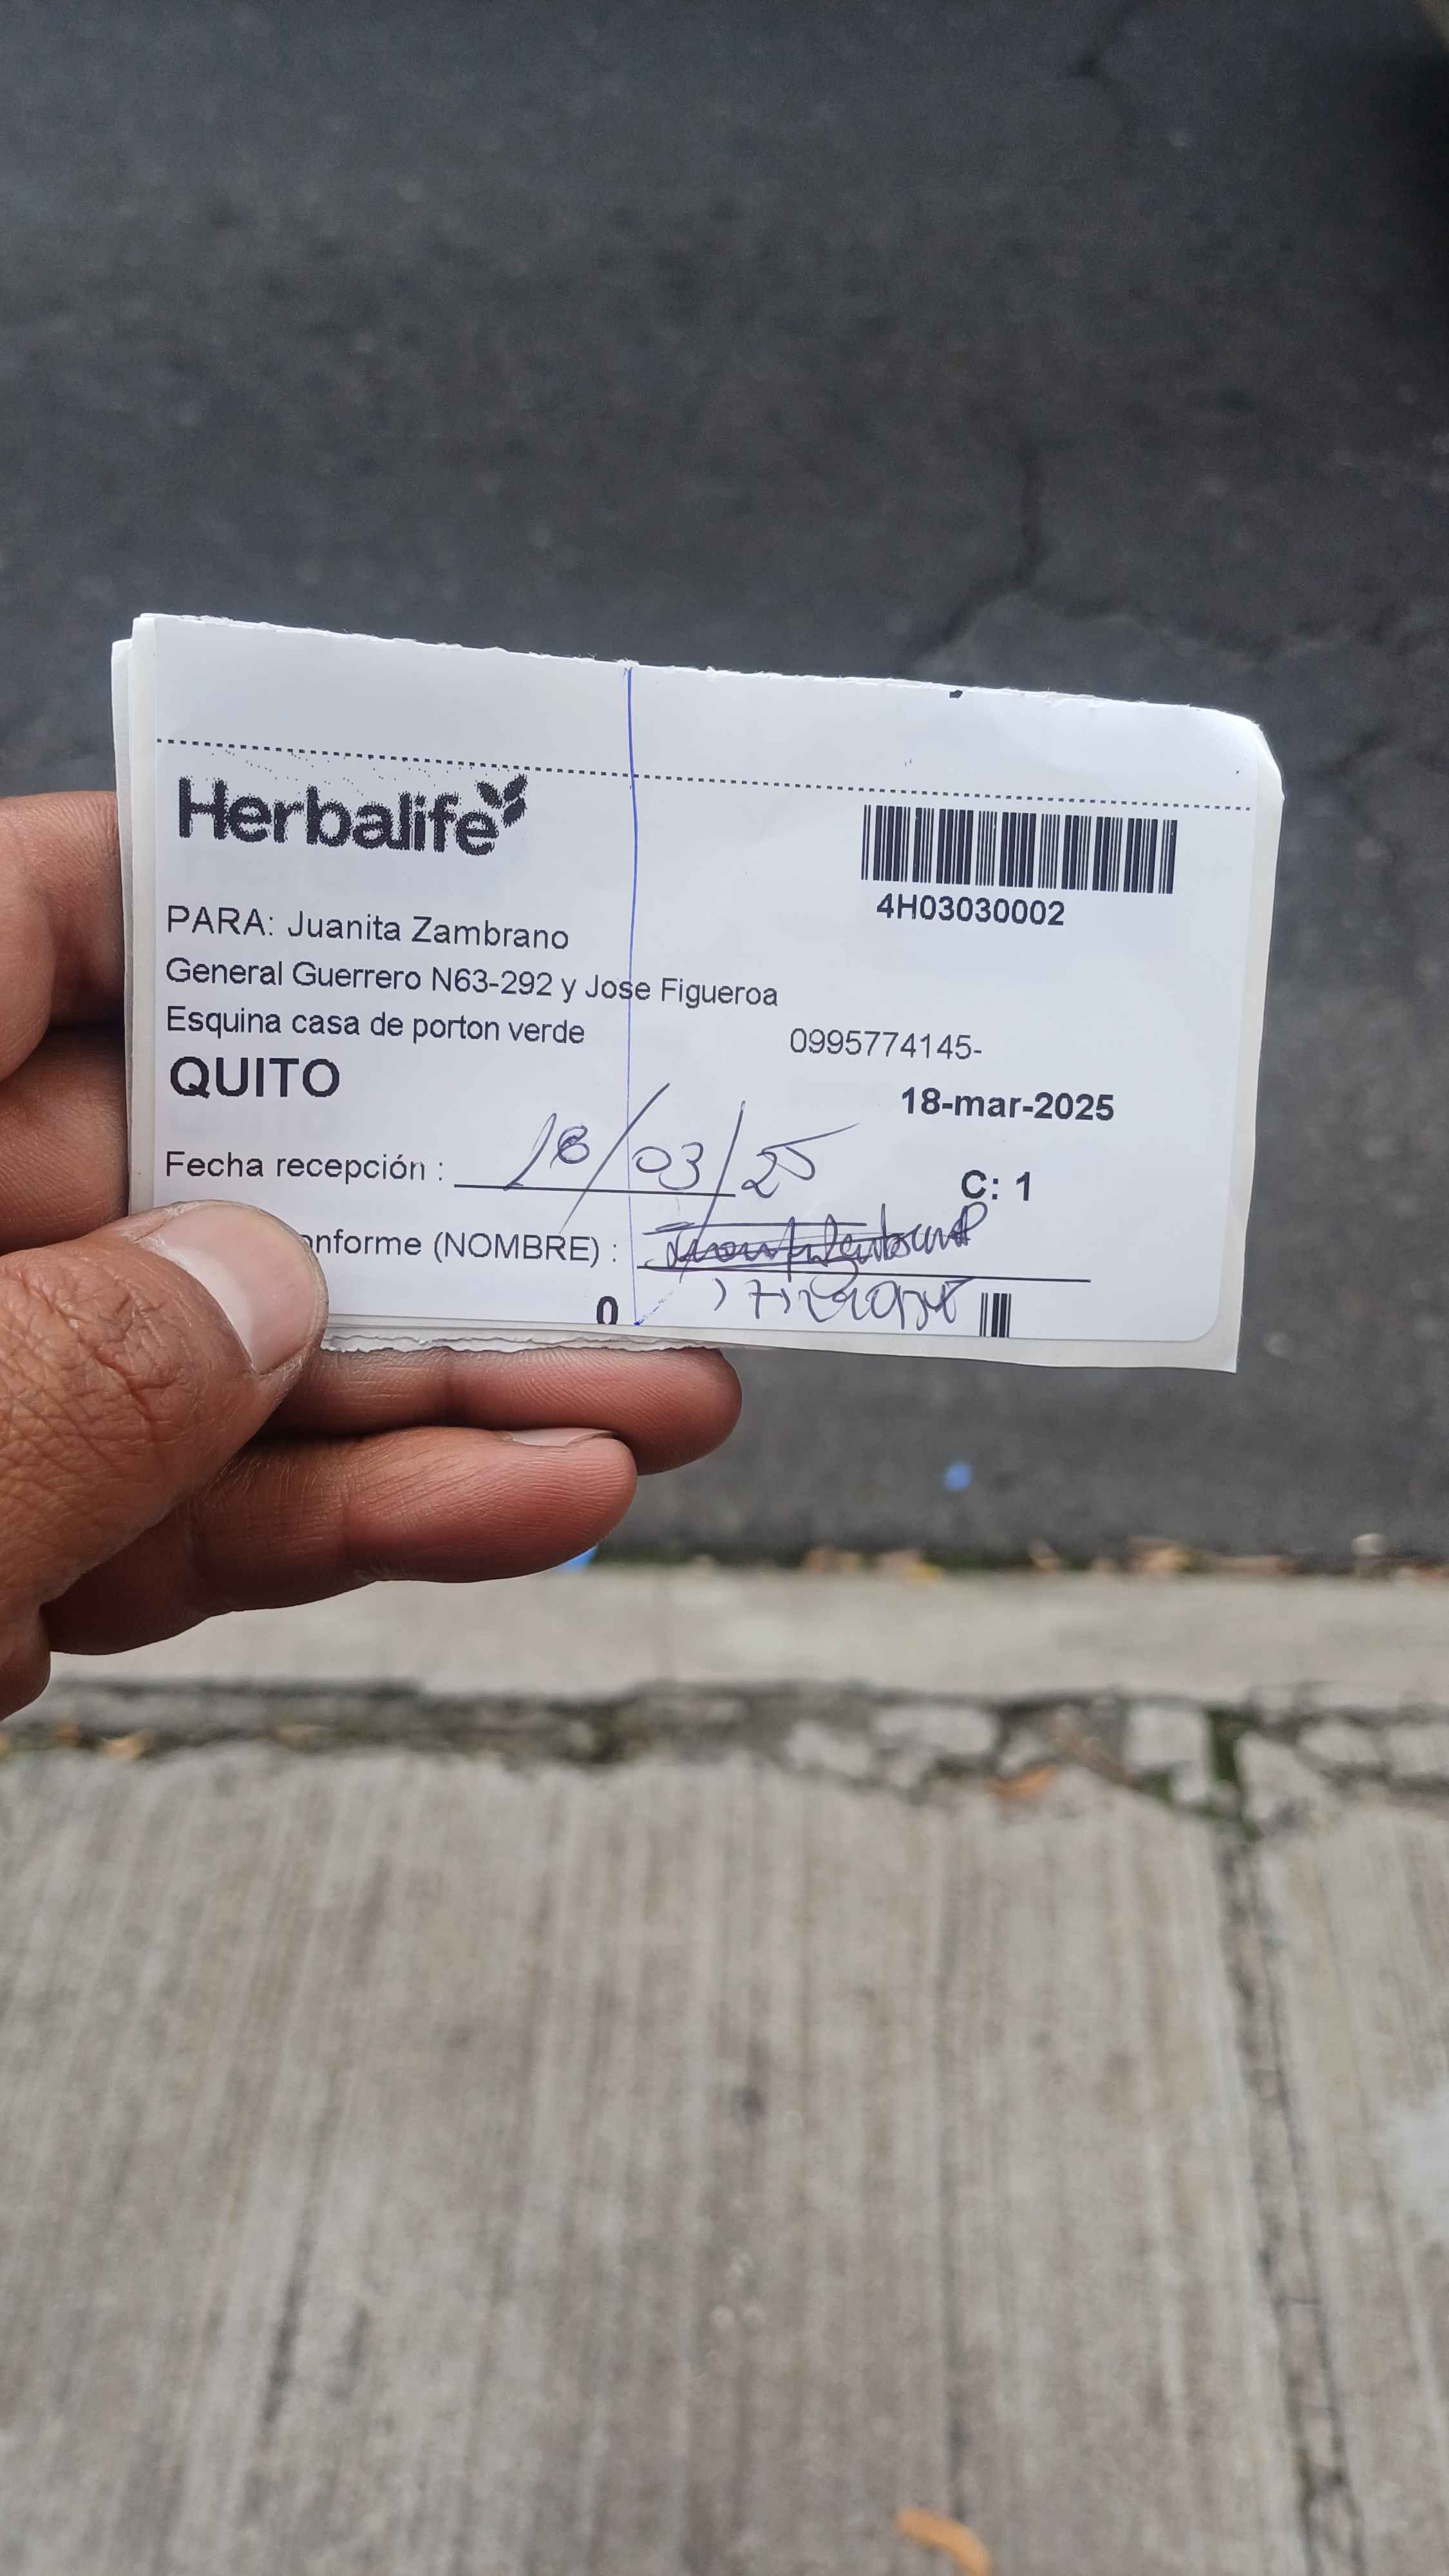 Herbalife
4H03030002
PARA: Juanita Zambrano
General Guerrero N63-292 y Jose Figueroa
Esquina casa de porton verde
0995774145-
QUITO
18-mar-2025
Fecha recepción : 18/03/25
C: 1
onforme (NOMBRE) :
0